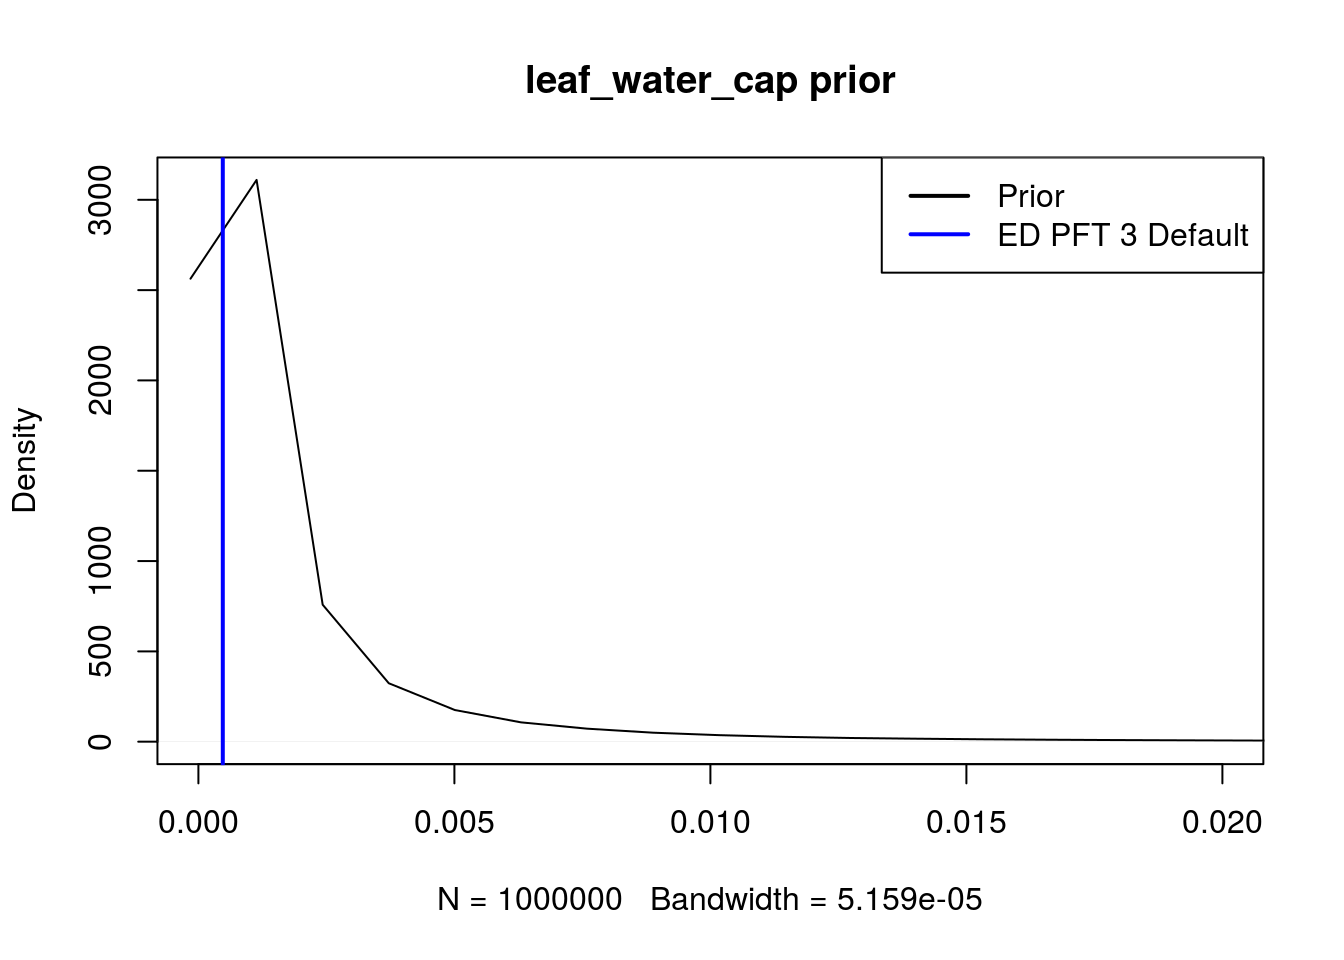 leaf_water_cap prior
Prior
ED PFT 3 Default
Density
3000
2000
1000
500
0
0.000 0.005 0.010 0.015 0.020
N = 1000000 Bandwidth = 5.159e-05